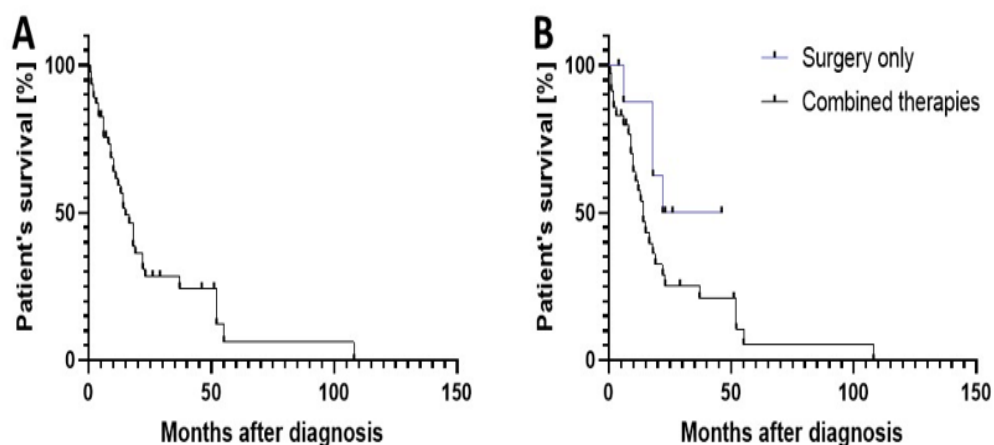 A
Patient's survival [%]
100
50
0
0 50 100 150
Months after diagnosis
B
Patient's survival [%]
100
50
0
0 50 100 150
Months after diagnosis
Surgery only
Combined therapies